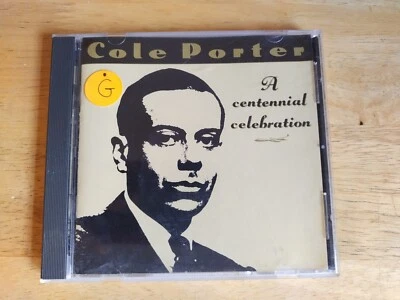 Cole Porter
G
A
centennial
celebration